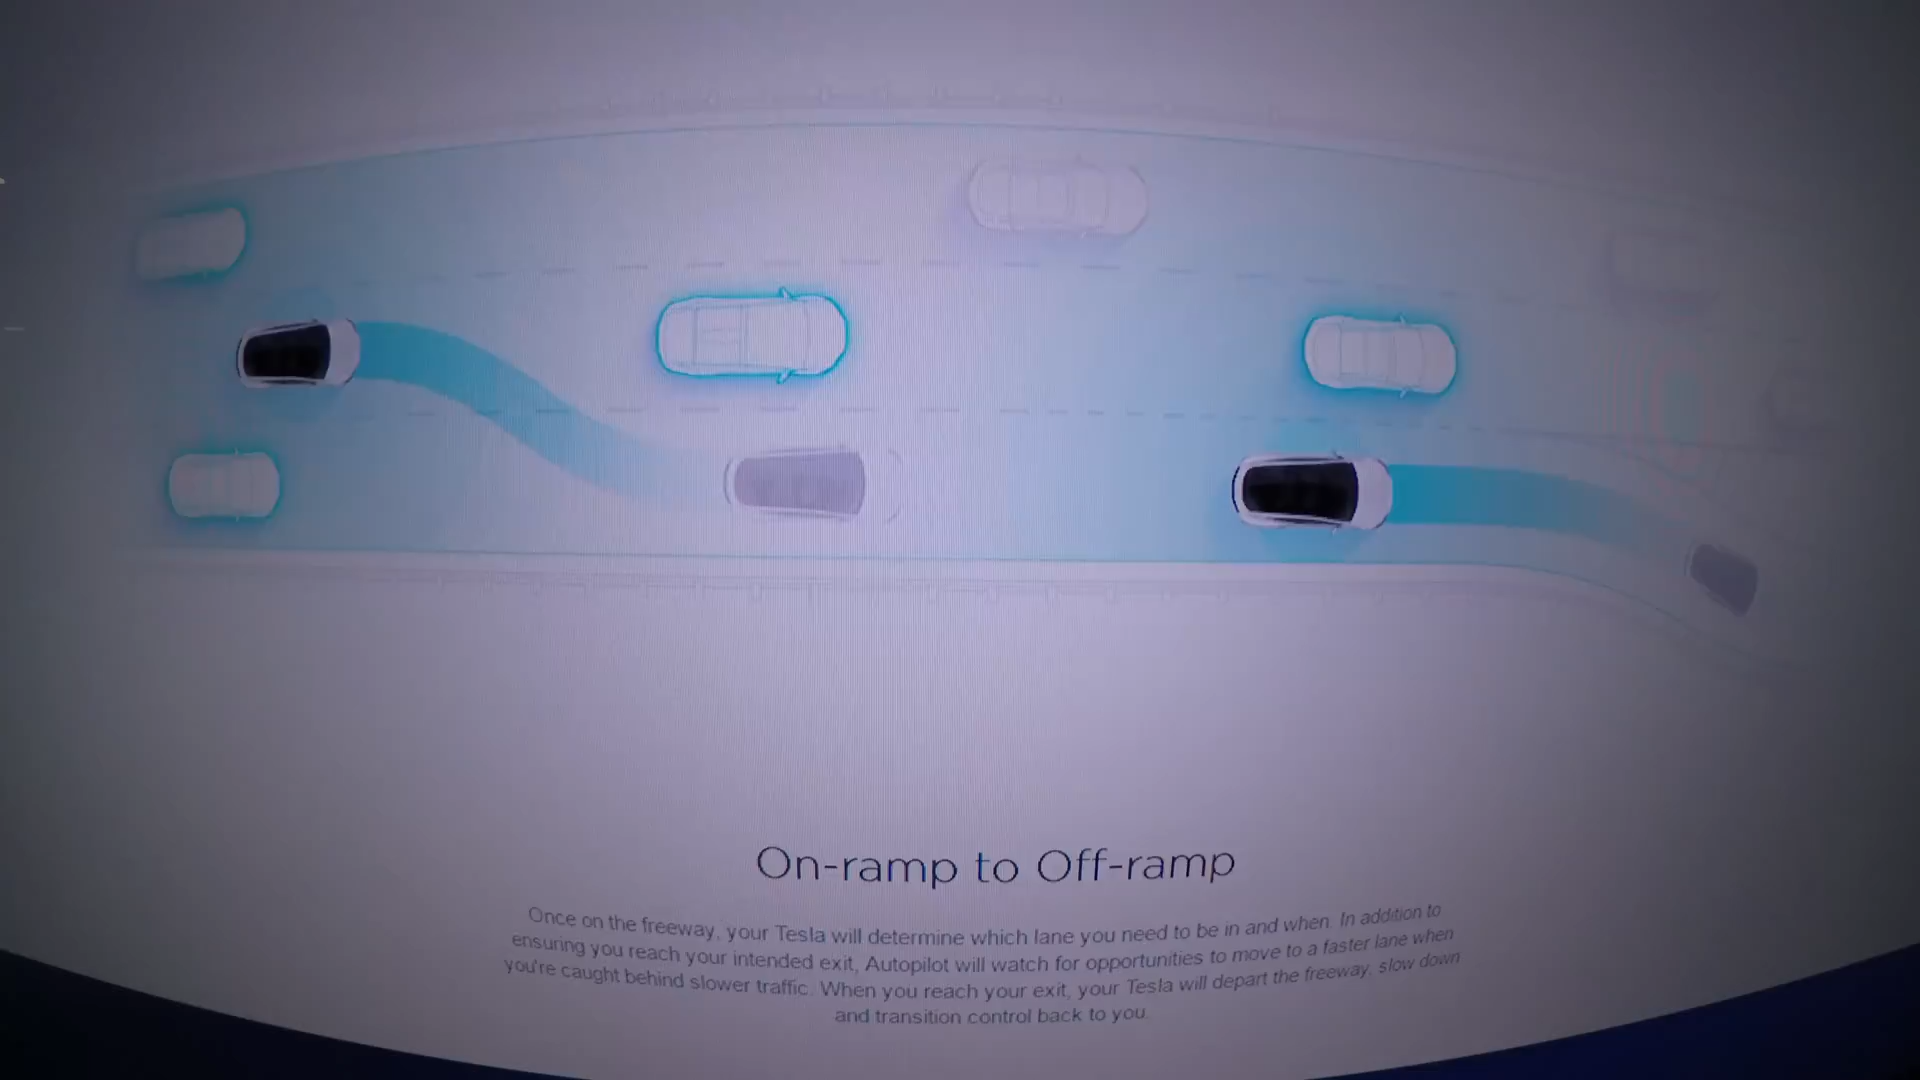 On-ramp to Off-ramp
Once on the freeway, your Tesla will determine which lane you need to be in and when. In addition to
ensuring you reach your intended exit, Autopilot will watch for opportunities to move to a faster lane when
you're caught behind slower traffic. When you reach your exit, your Tesla will depart the freeway, slow down
and transition control back to you.